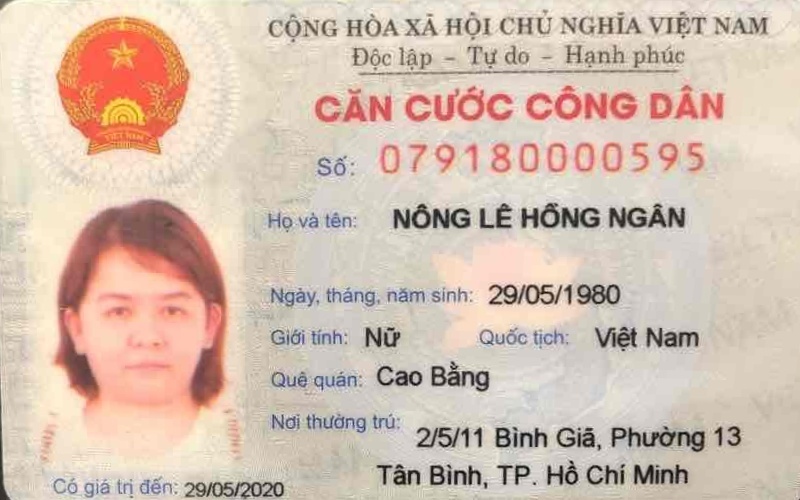 CỘNG HÒA XÃ HỘI CHỦ NGHĨA VIỆT NAM
Độc lập - Tự do - Hạnh phúc
CĂN CƯỚC CÔNG DÂN
Số: 079180000595
Họ và tên: NÔNG LÊ HỒNG NGÂN
Ngày, tháng, năm sinh: 29/05/1980
Giới tính: Nữ Quốc tịch: Việt Nam
Quê quán: Cao Bằng
Nơi thường trú: 2/5/11 Bình Giã, Phường 13
Tân Bình, TP. Hồ Chí Minh
Có giá trị đến: 29/05/2020
VIỆT NAM